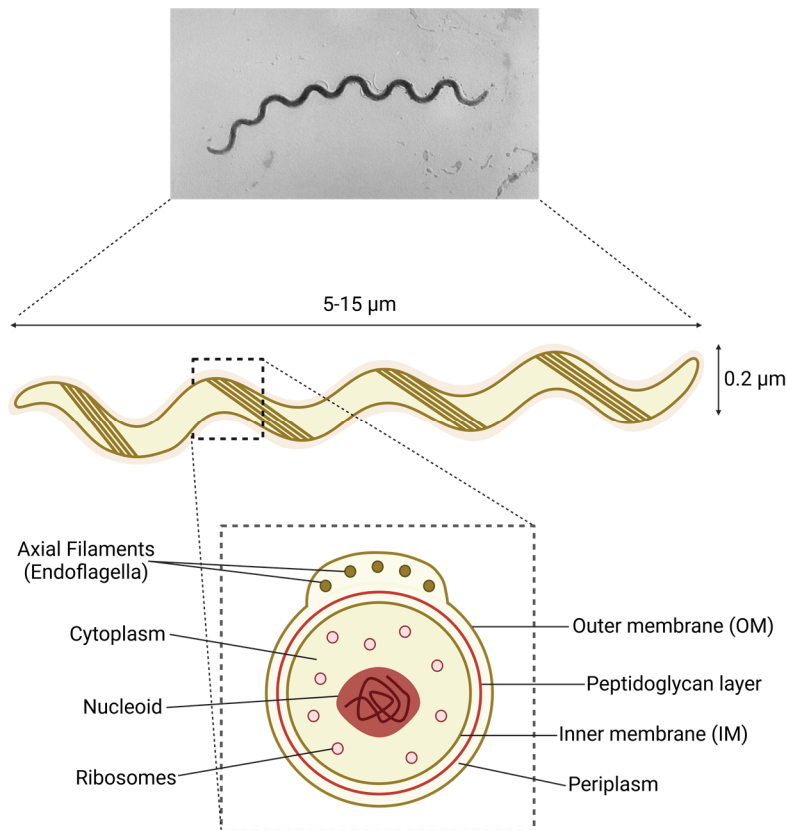 5-15 µm
0.2 µm
Axial Filaments
(Endoflagella)
Cytoplasm
Nucleoid
Ribosomes
Outer membrane (OM)
Peptidoglycan layer
Inner membrane (IM)
Periplasm